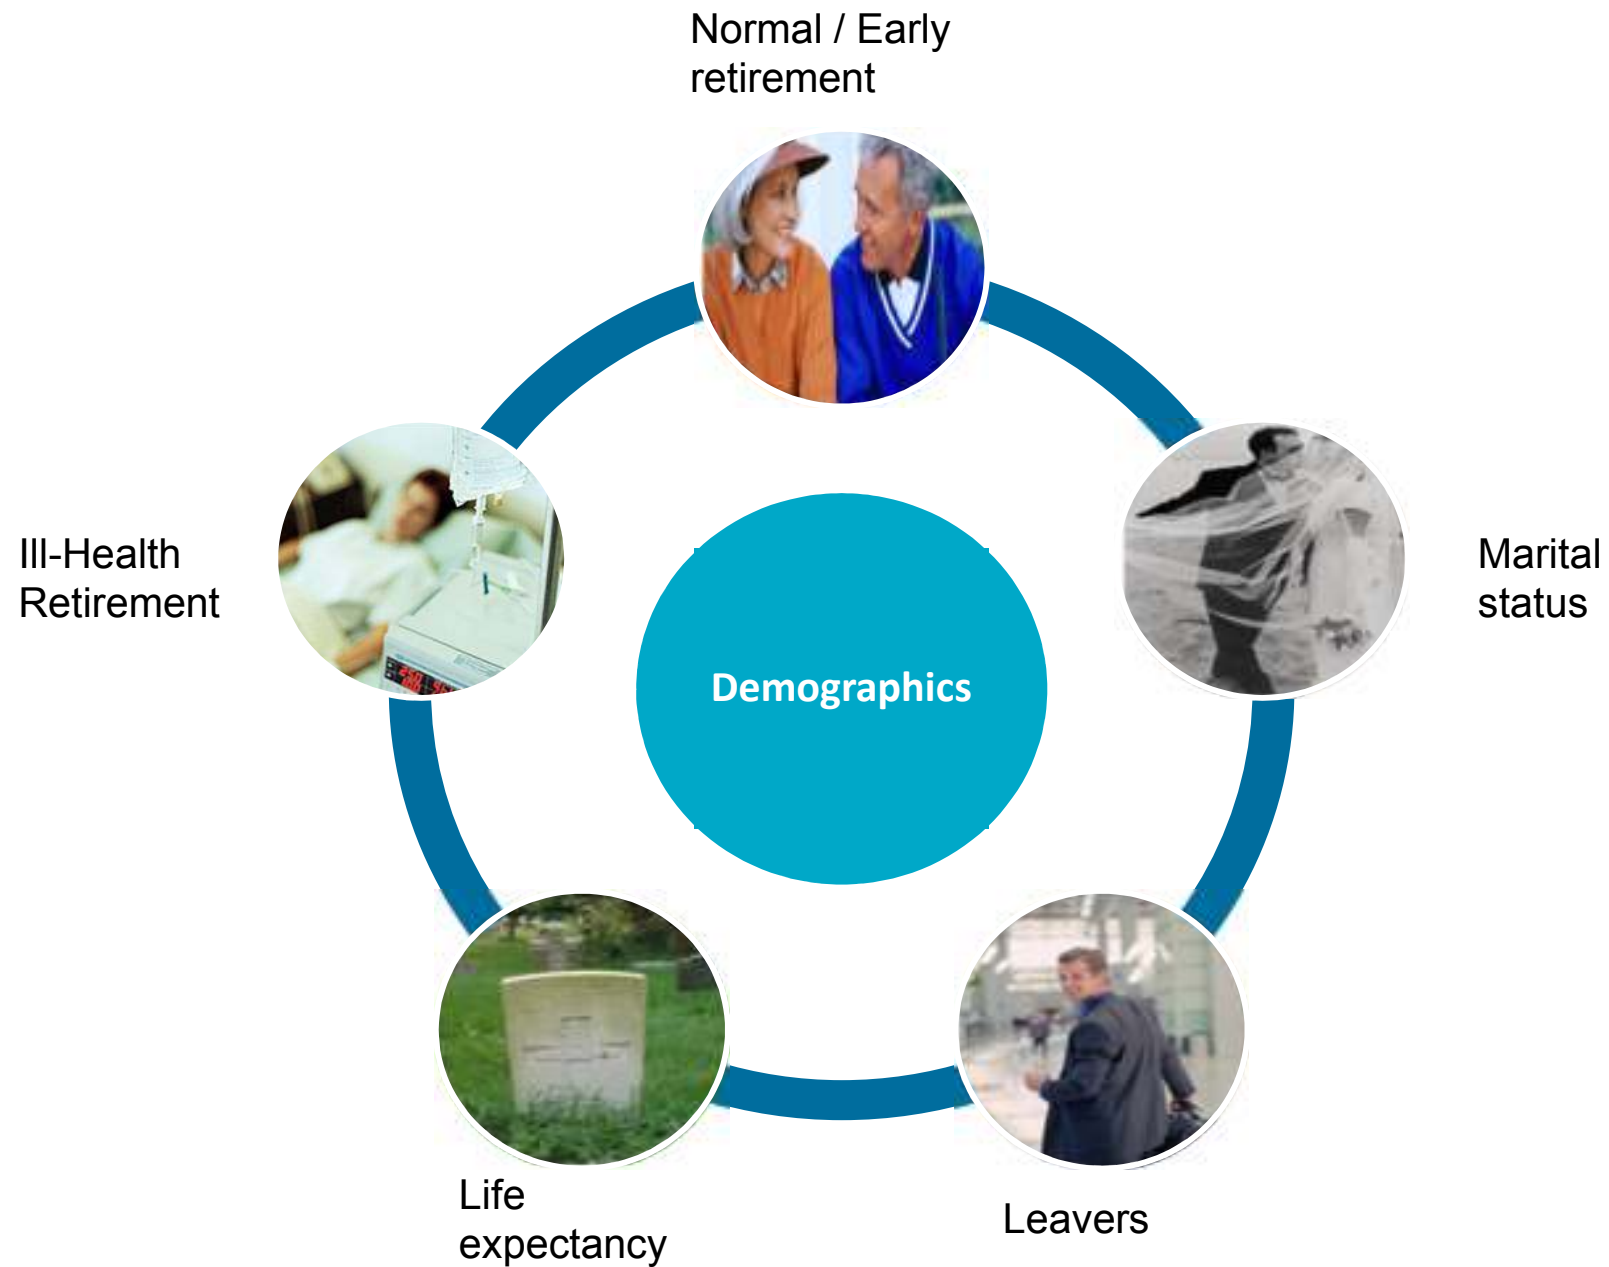 Normal / Early
retirement
Ill-Health
Retirement
Marital
status
Demographics
Life
expectancy
Leavers